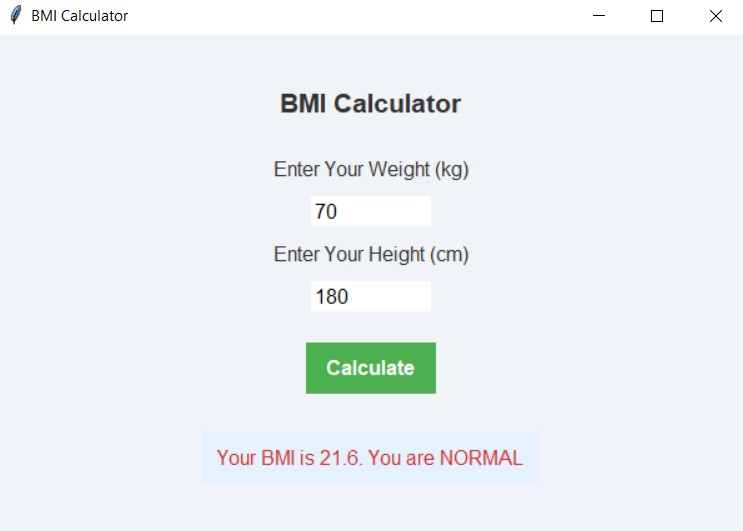 BMI Calculator
BMI Calculator
Enter Your Weight (kg)
70
Enter Your Height (cm)
180
Calculate
Your BMI is 21.6. You are NORMAL